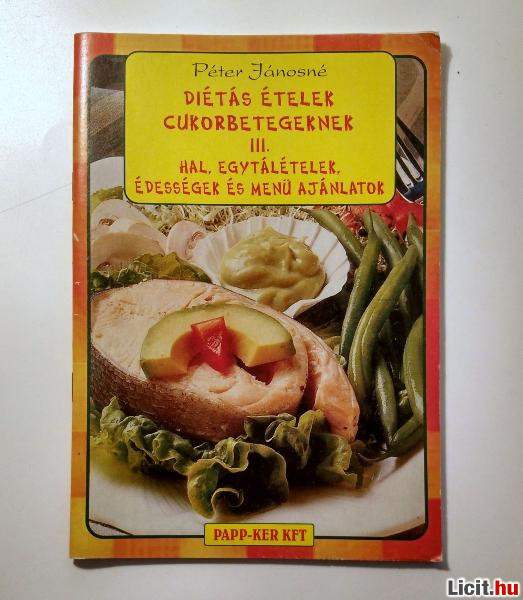 Péter Jánosné
DIÉTÁS ÉTELEK
CUKORBETEGEKNEK
III.
HAL, EGYTÁLÉTELEK,
ÉDESSÉGEK ÉS MENÜ AJÁNLATOK
PAPP-KER KFT
Licit.hu